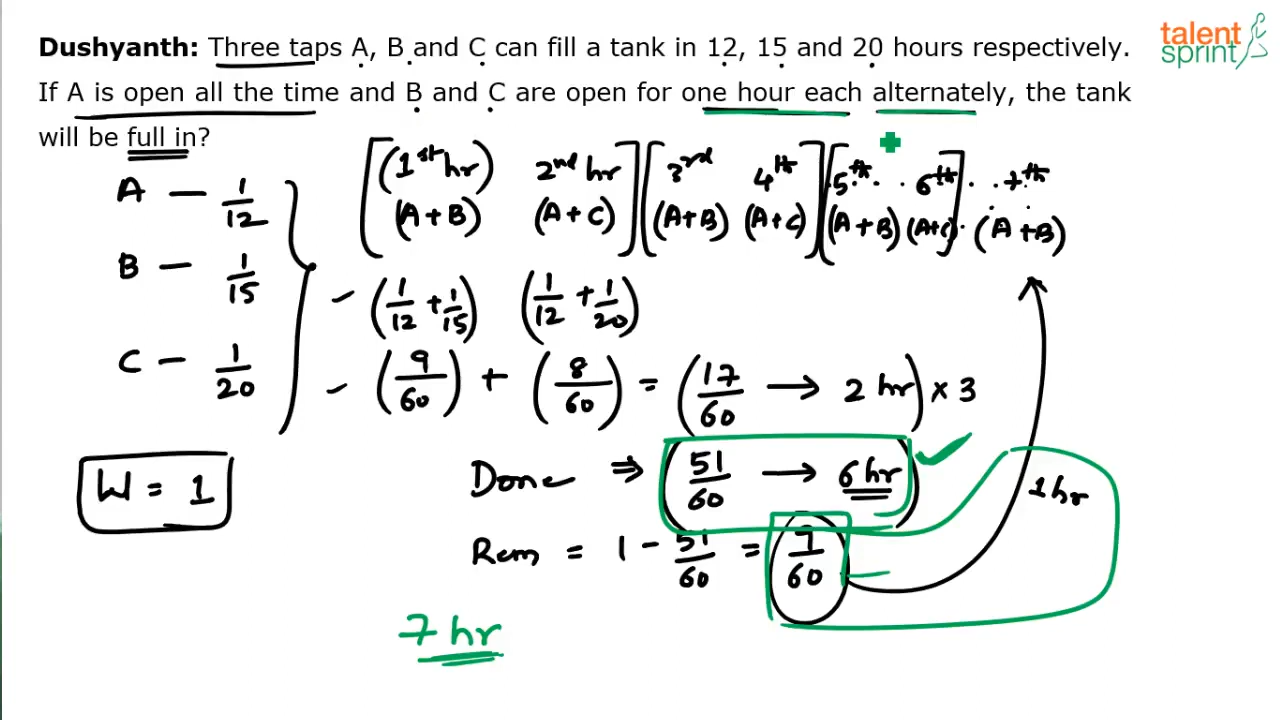 talent
sprint
Dushyanth: Three taps A, B and C can fill a tank in 12, 15 and 20 hours respectively.
If A is open all the time and B and C are open for one hour each alternately, the tank
will be full in?
[(1st hr) 2nd hr] [3rd 4th] [5th . . 6th] . . 7th
(A+B) (A+C) (A+B) (A+C) (A+B) (A+C) . (A+B)
A — 1/12
B — 1/15
C — 1/20
(1/12 + 1/15) (1/12 + 1/20)
(9/60) + (8/60) = (17/60 → 2 hr) × 3
W = 1
Done ⇒ (51/60 → 6 hr)
1 hr
Rem = 1 - 51/60 = 9/60
7 hr